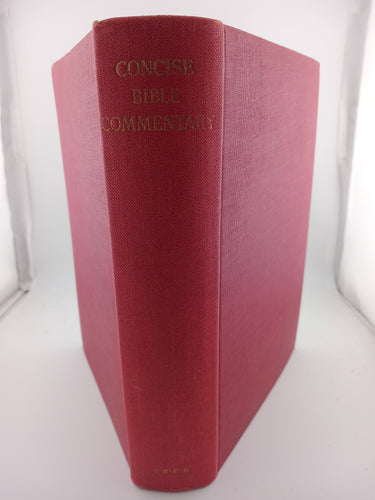 CONCISE
BIBLE
COMMENTARY
S·P·C·K